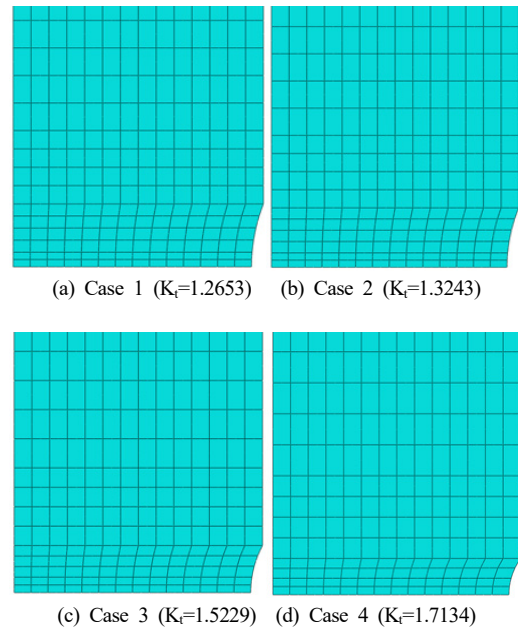 (a) Case 1 (Kₜ=1.2653) (b) Case 2 (Kₜ=1.3243)
(c) Case 3 (Kₜ=1.5229) (d) Case 4 (Kₜ=1.7134)